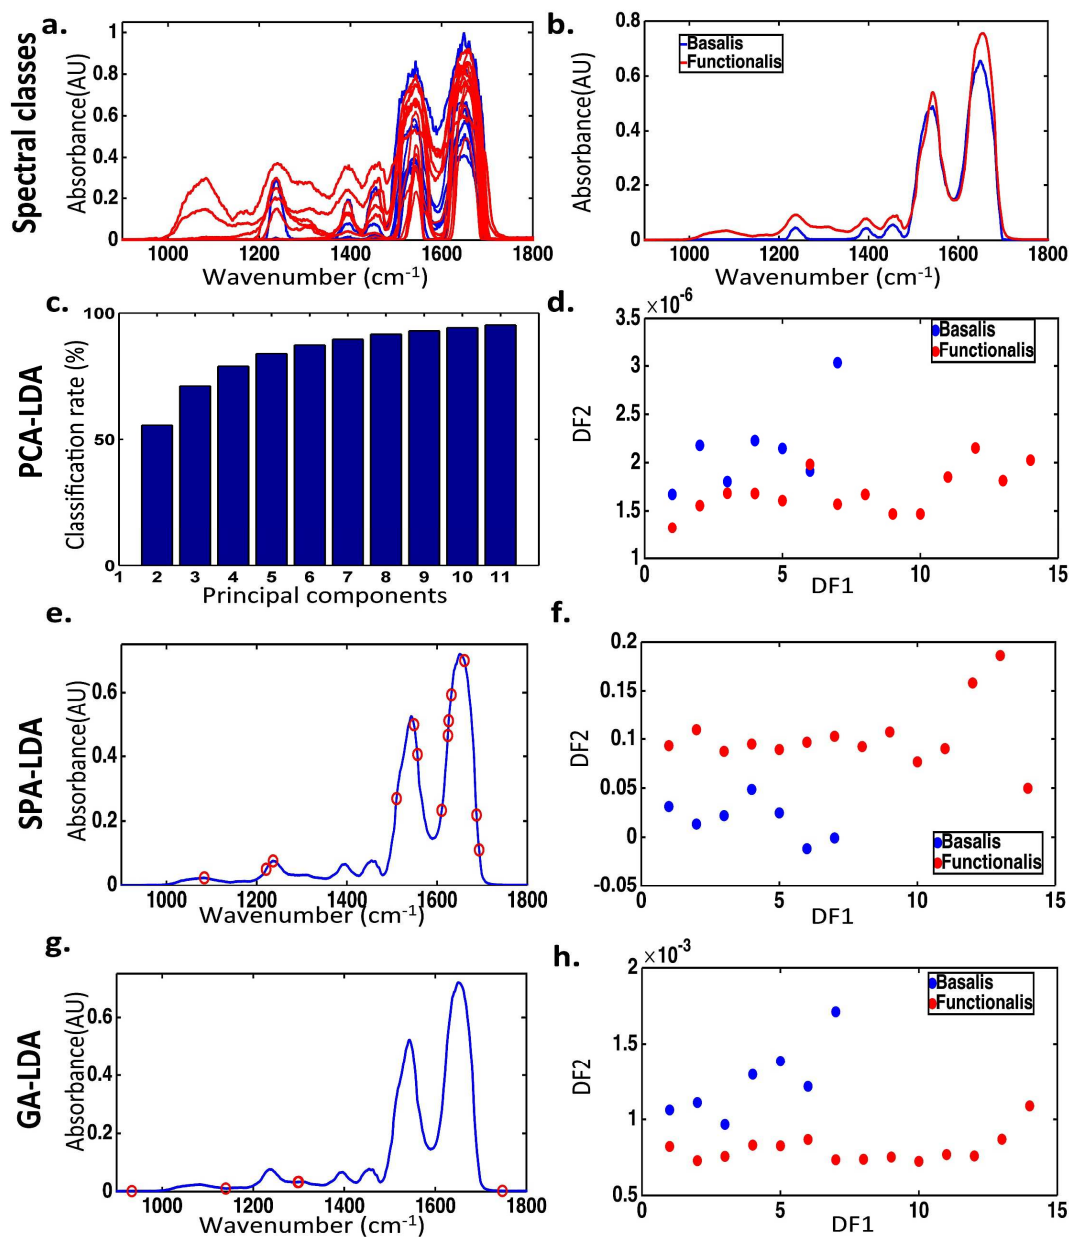 Spectral classes
a.
Absorbance(AU)
1
0.8
0.6
0.4
0.2
0
1000 1200 1400 1600 1800
Wavenumber (cm-1)
b.
Absorbance(AU)
0.8
0.6
0.4
0.2
0
Basalis
Functionalis
1000 1200 1400 1600 1800
Wavenumber (cm-1)
PCA-LDA
c.
Classification rate (%)
100
50
0
1 2 3 4 5 6 7 8 9 10 11
Principal components
d.
×10-6
DF2
3.5
3
2.5
2
1.5
1
Basalis
Functionalis
0 5 10 15
DF1
SPA-LDA
e.
Absorbance(AU)
0.6
0.4
0.2
0
1000 1200 1400 1600 1800
Wavenumber (cm-1)
f.
DF2
0.2
0.15
0.1
0.05
0
-0.05
Basalis
Functionalis
0 5 10 15
DF1
GA-LDA
g.
Absorbance(AU)
0.6
0.4
0.2
0
1000 1200 1400 1600 1800
Wavenumber (cm-1)
h.
×10-3
DF2
2
1.5
1
0.5
Basalis
Functionalis
0 5 10 15
DF1